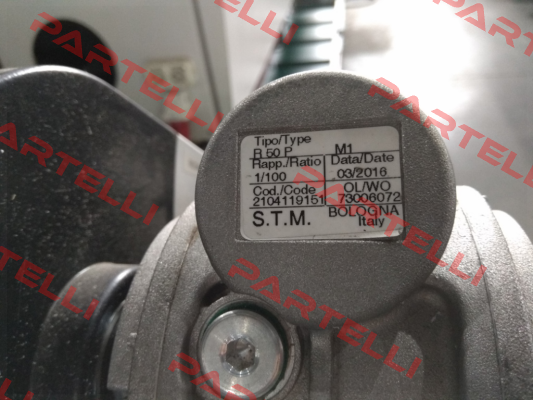 PARTELLI
PARTELLI
PARTELLI
Tipo/Type
R 50 P M1
Rapp./Ratio Data/Date
1/100 03/2016
Cod./Code OL/WO
2104119151 73006072
S.T.M. BOLOGNA
Italy
PARTELLI
PARTELLI
PARTELLI
PARTELLI